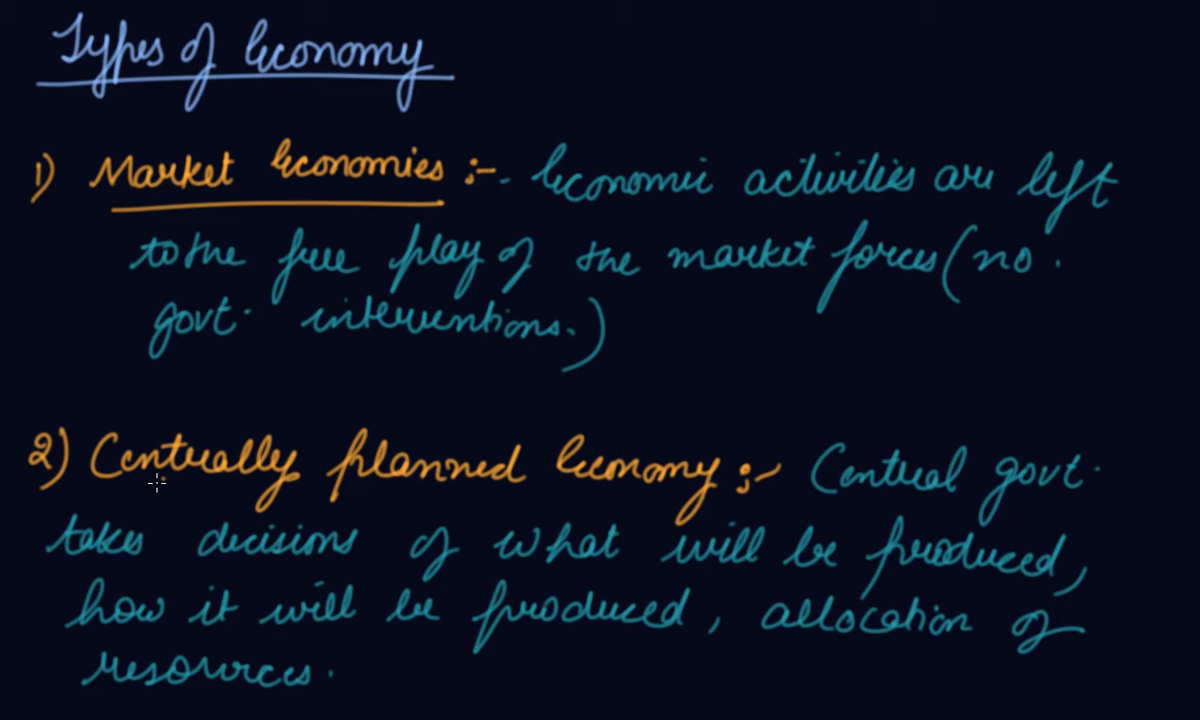 Types of Economy
1) Market Economies :- Economic activities are left
to the free play of the market forces (no
govt. interventions.)
2) Centrally planned Economy :- Central govt.
takes decisions of what will be produced,
how it will be produced, allocation of
resources.